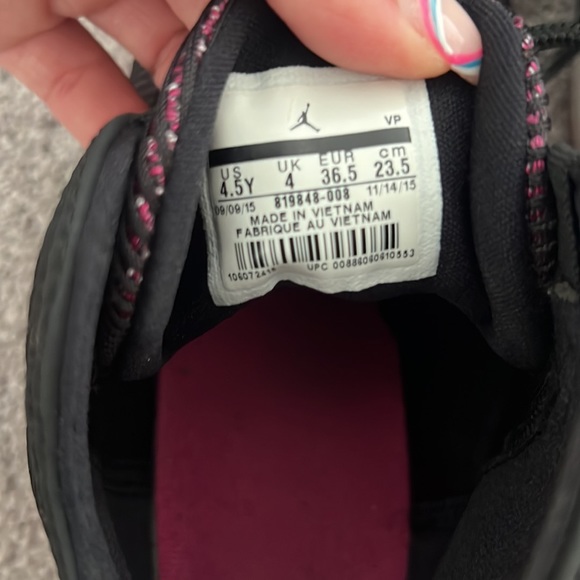 VP
US UK EUR cm
4.5Y 4 36.5 23.5
09/09/15 819848-008 11/14/15
MADE IN VIETNAM
FABRIQUE AU VIETNAM
UPC 00886060610553